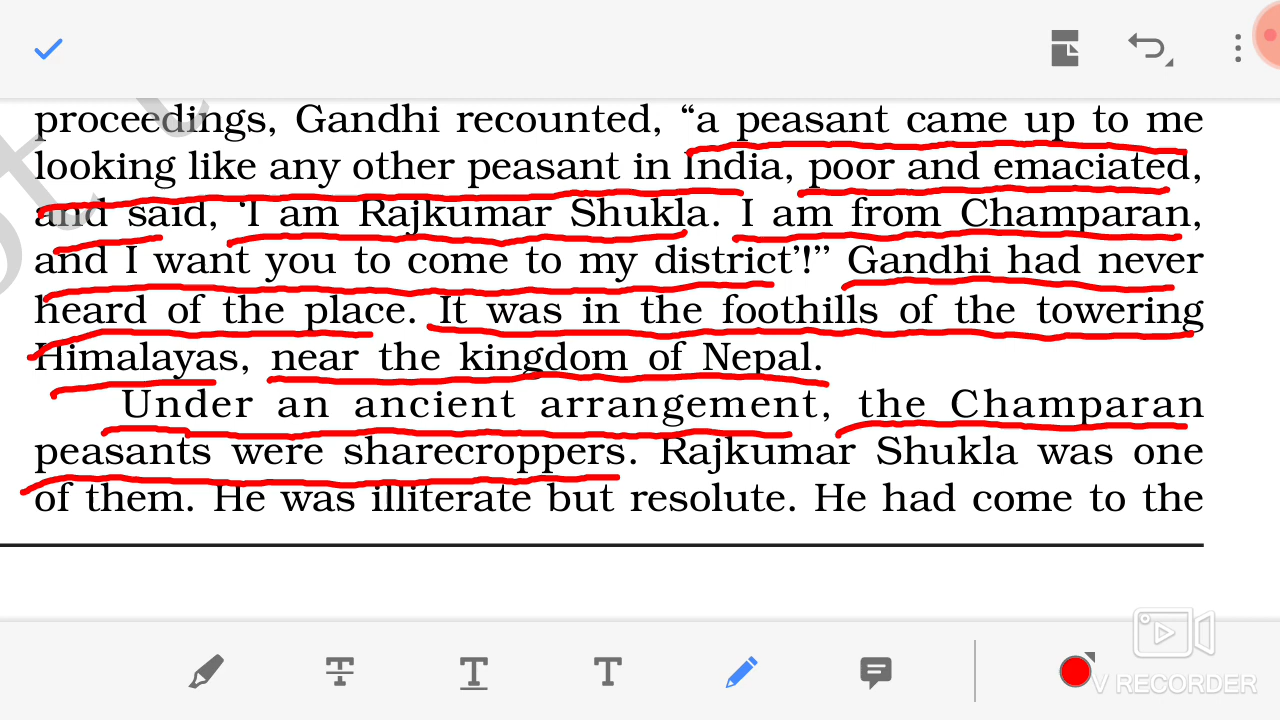 proceedings, Gandhi recounted, “a peasant came up to me
looking like any other peasant in India, poor and emaciated,
and said, ‘I am Rajkumar Shukla. I am from Champaran,
and I want you to come to my district’!” Gandhi had never
heard of the place. It was in the foothills of the towering
Himalayas, near the kingdom of Nepal.
Under an ancient arrangement, the Champaran
peasants were sharecroppers. Rajkumar Shukla was one
of them. He was illiterate but resolute. He had come to the
V RECORDER